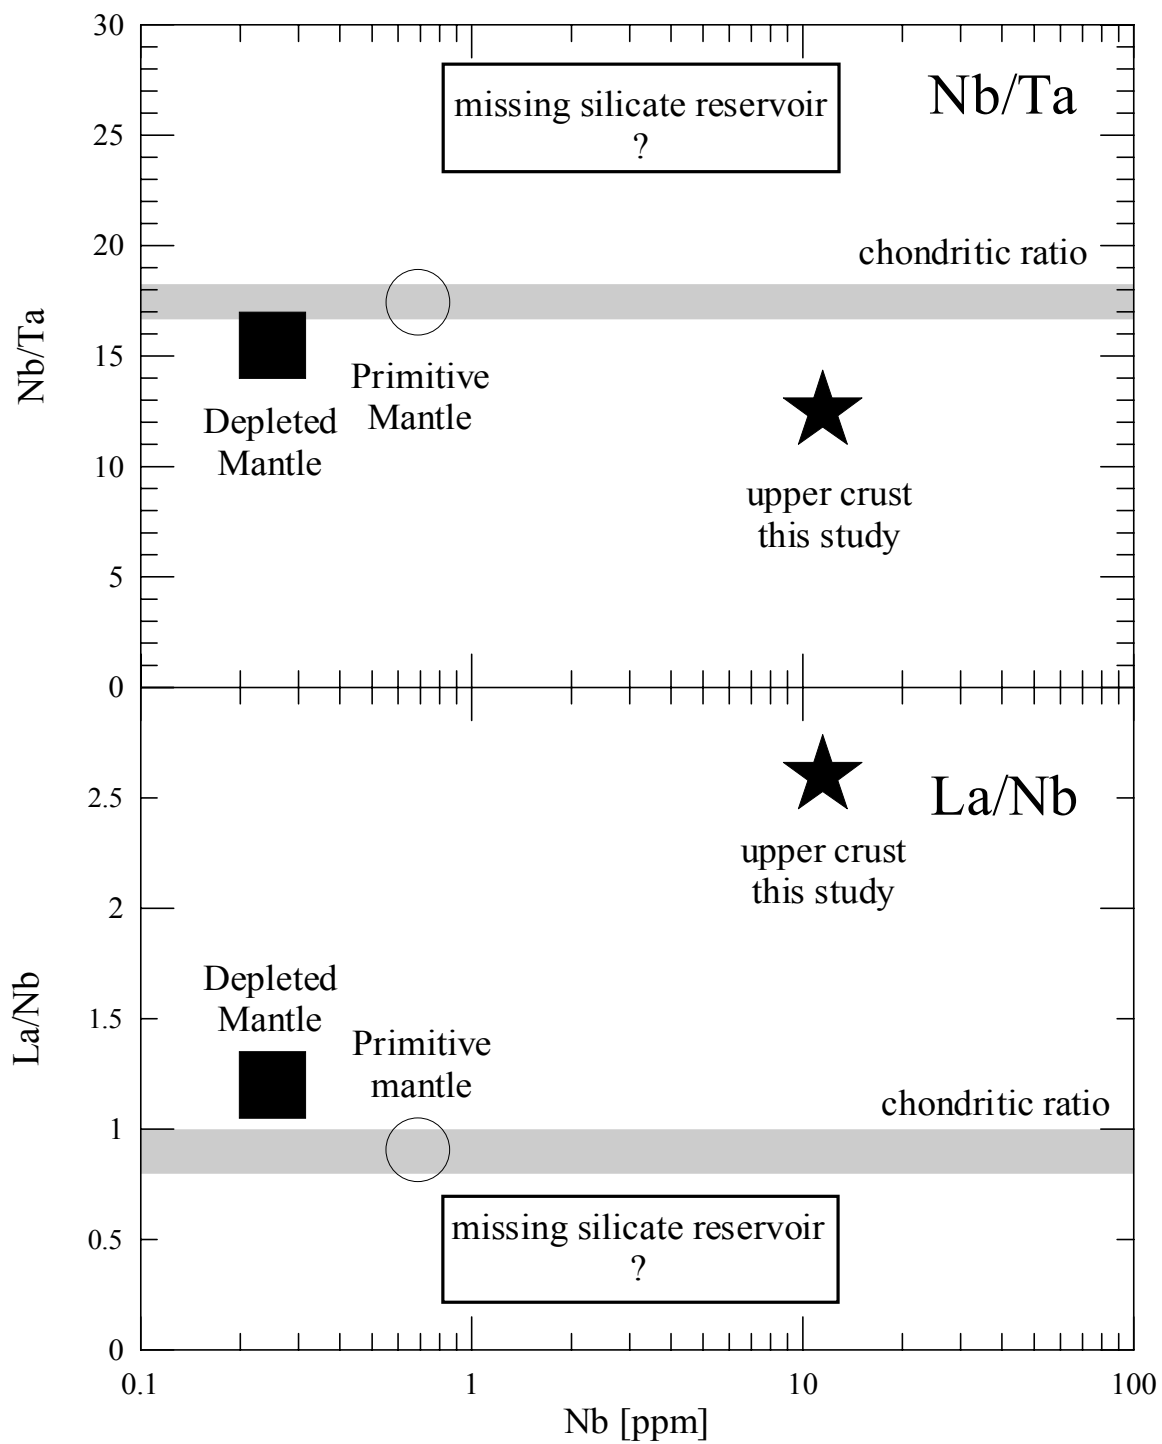 30
missing silicate reservoir
?
Nb/Ta
25
20
chondritic ratio
Nb/Ta
15
Primitive
Mantle
Depleted
Mantle
10
upper crust
this study
5
0
La/Nb
2.5
upper crust
this study
2
Depleted
Mantle
La/Nb
1.5
Primitive
mantle
chondritic ratio
1
missing silicate reservoir
?
0.5
0
0.1 1 10 100
Nb [ppm]